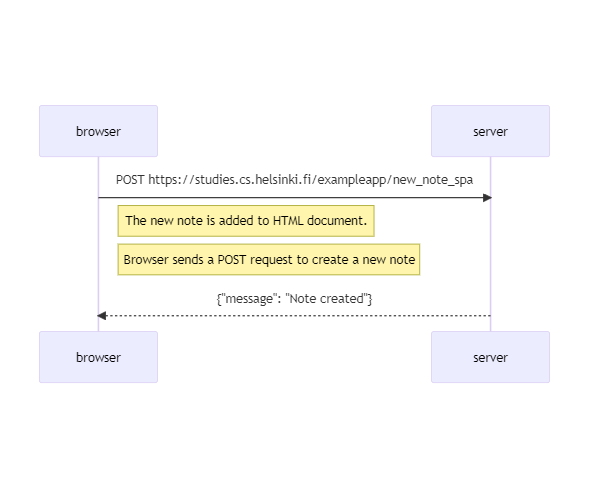 browser
server
POST https://studies.cs.helsinki.fi/exampleapp/new_note_spa
The new note is added to HTML document.
Browser sends a POST request to create a new note
{"message": "Note created"}
browser
server